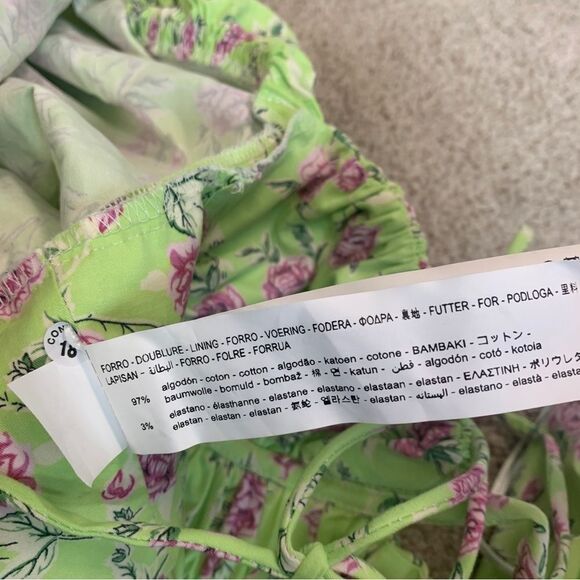 CON
18
FORRO - DOUBLURE - LINING - FORRO - VOERING - FODERA - ΦΟΔΡΑ - 裏地 - FUTTER - FOR - PODLOGA - 里料
LAPISAN - البطانة - FORRO - FOLRE - FORRUA
97% algodón - coton - cotton - algodão - katoen - cotone - BAMBAKI - コットン -
baumwolle - bomuld - bombaž - 棉 - 면 - katun - قطن - algodón - cotó - kotoia
3% elastano - élasthanne - elastane - elastano - elastaan - elastan - ΕΛΑΣΤΙΝΗ - ポリウレタ
elastan - elastan - elastan - 氨纶 - 엘라스탄 - elastan - الإيلاستان - elastano - elastà - elasta